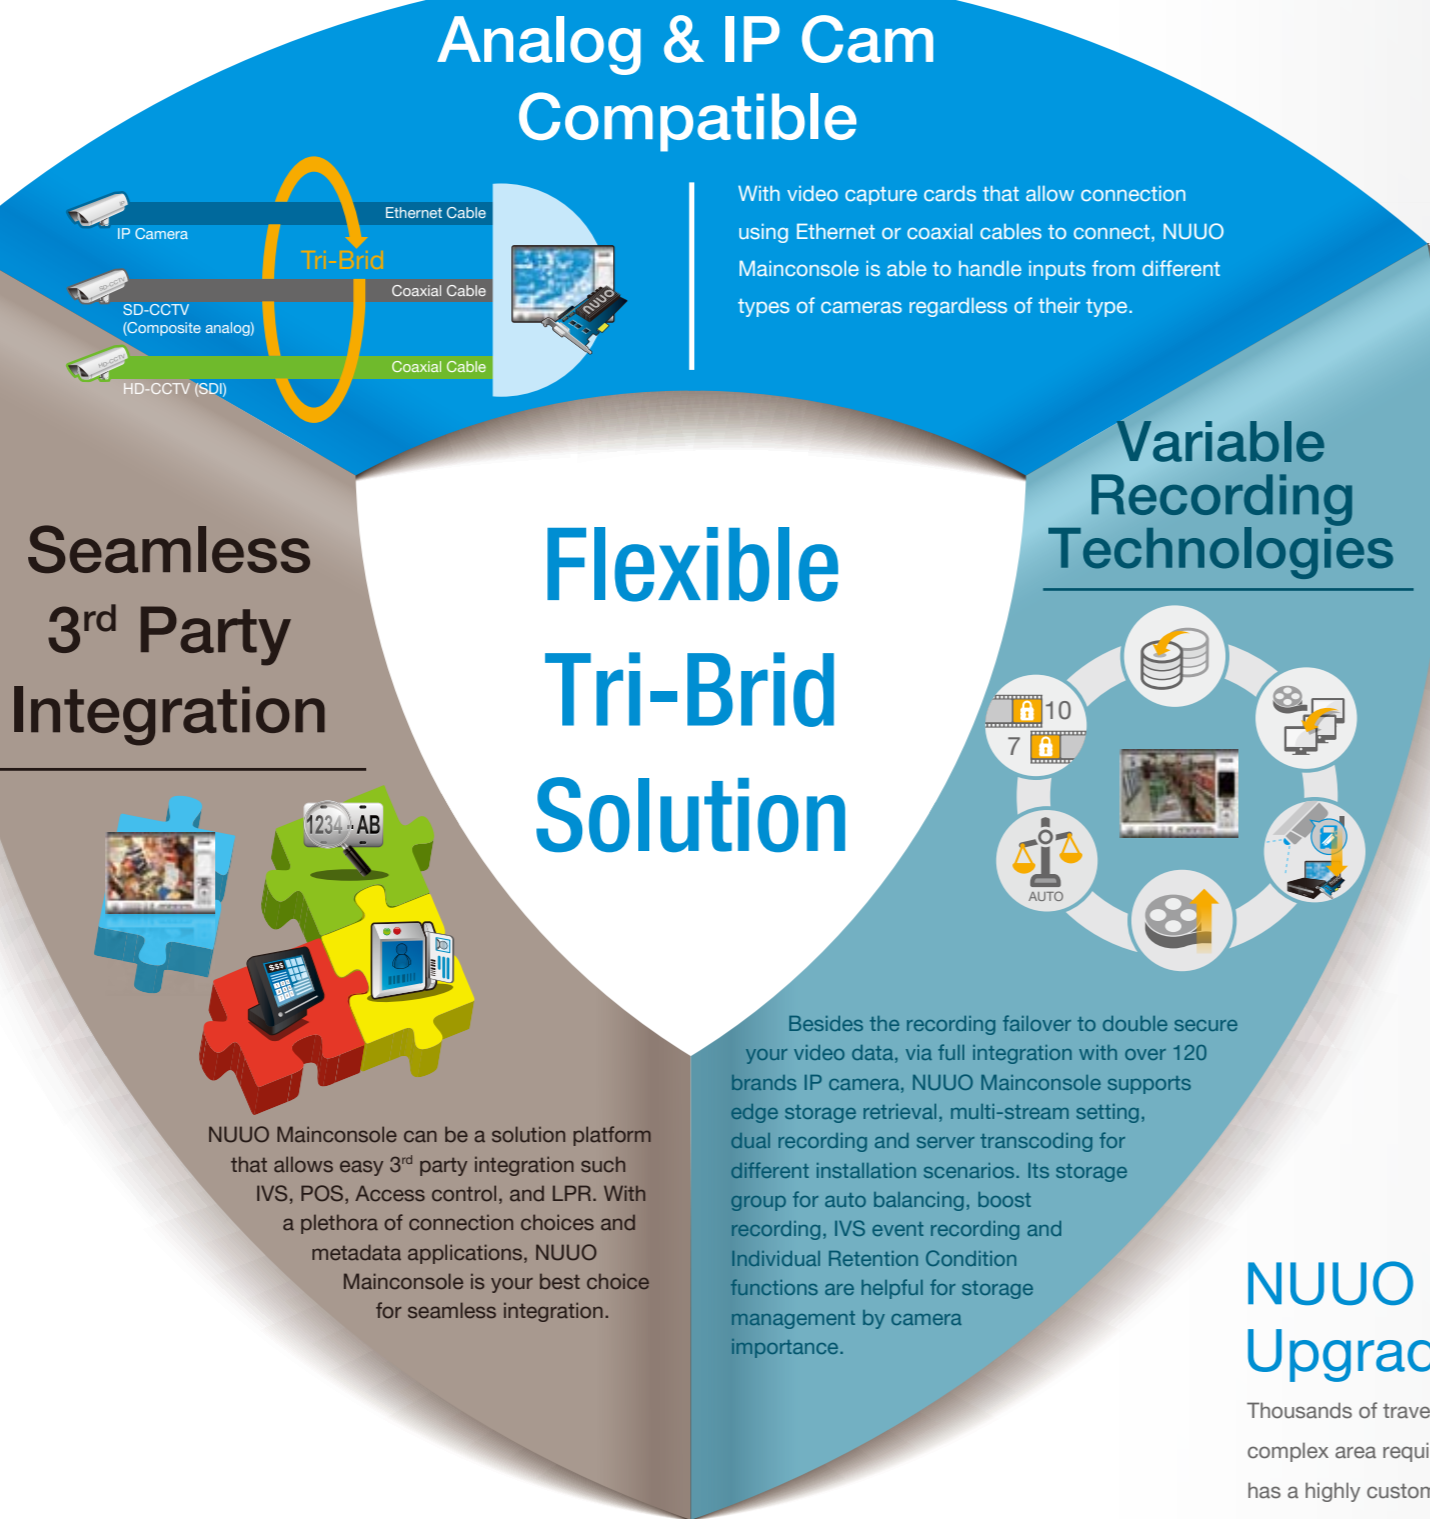 Analog & IP Cam
Compatible
IP Camera
Ethernet Cable
Tri-Brid
SD-CCTV
SD-CCTV
(Composite analog)
Coaxial Cable
HD-CCTV
HD-CCTV (SDI)
Coaxial Cable
NUUO
With video capture cards that allow connection
using Ethernet or coaxial cables to connect, NUUO
Mainconsole is able to handle inputs from different
types of cameras regardless of their type.
Seamless
3rd Party
Integration
1234-AB
$$$
NUUO Mainconsole can be a solution platform
that allows easy 3rd party integration such
IVS, POS, Access control, and LPR. With
a plethora of connection choices and
metadata applications, NUUO
Mainconsole is your best choice
for seamless integration.
Flexible
Tri-Brid
Solution
Variable
Recording
Technologies
10
7
AUTO
Besides the recording failover to double secure
your video data, via full integration with over 120
brands IP camera, NUUO Mainconsole supports
edge storage retrieval, multi-stream setting,
dual recording and server transcoding for
different installation scenarios. Its storage
group for auto balancing, boost
recording, IVS event recording and
Individual Retention Condition
functions are helpful for storage
management by camera
importance.
NUUO
Upgrad
Thousands of trave
complex area requi
has a highly custom